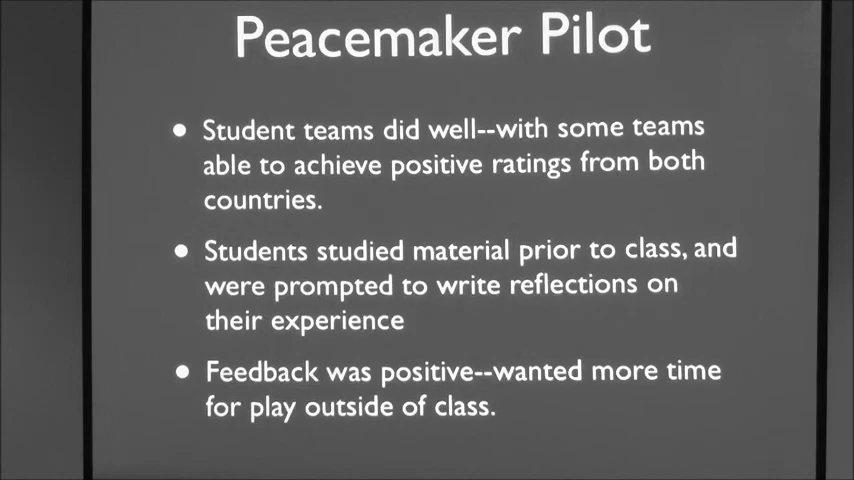 Peacemaker Pilot
• Student teams did well--with some teams
able to achieve positive ratings from both
countries.
• Students studied material prior to class, and
were prompted to write reflections on
their experience
• Feedback was positive--wanted more time
for play outside of class.